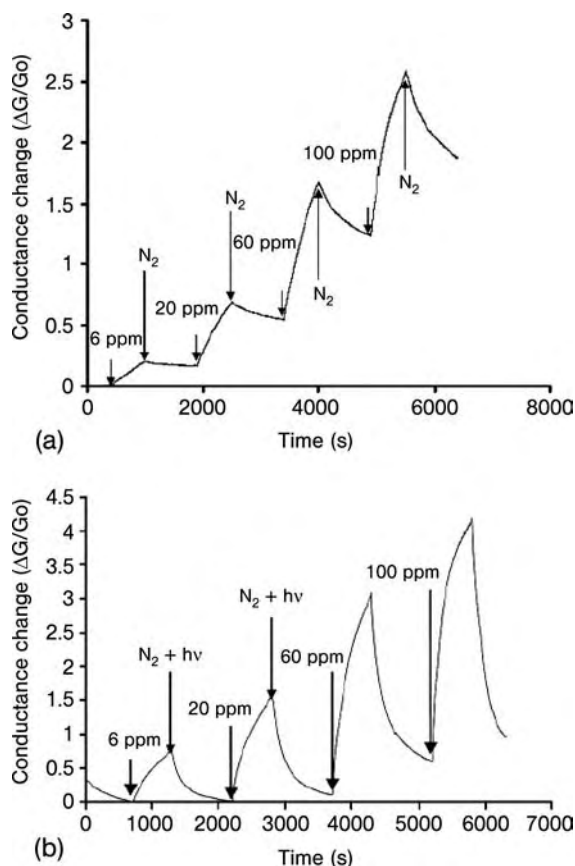 3
2.5
2
1.5
1
0.5
0
Conductance change (ΔG/Go)
6 ppm
N2
20 ppm
N2
60 ppm
N2
100 ppm
N2
0 2000 4000 6000 8000
Time (s)
(a)
4.5
4
3.5
3
2.5
2
1.5
1
0.5
0
Conductance change (ΔG/Go)
6 ppm
N2 + hν
20 ppm
N2 + hν
60 ppm
100 ppm
0 1000 2000 3000 4000 5000 6000 7000
Time (s)
(b)